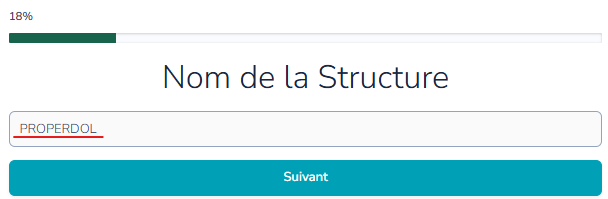 18%
Nom de la Structure
PROPERDOL
Suivant